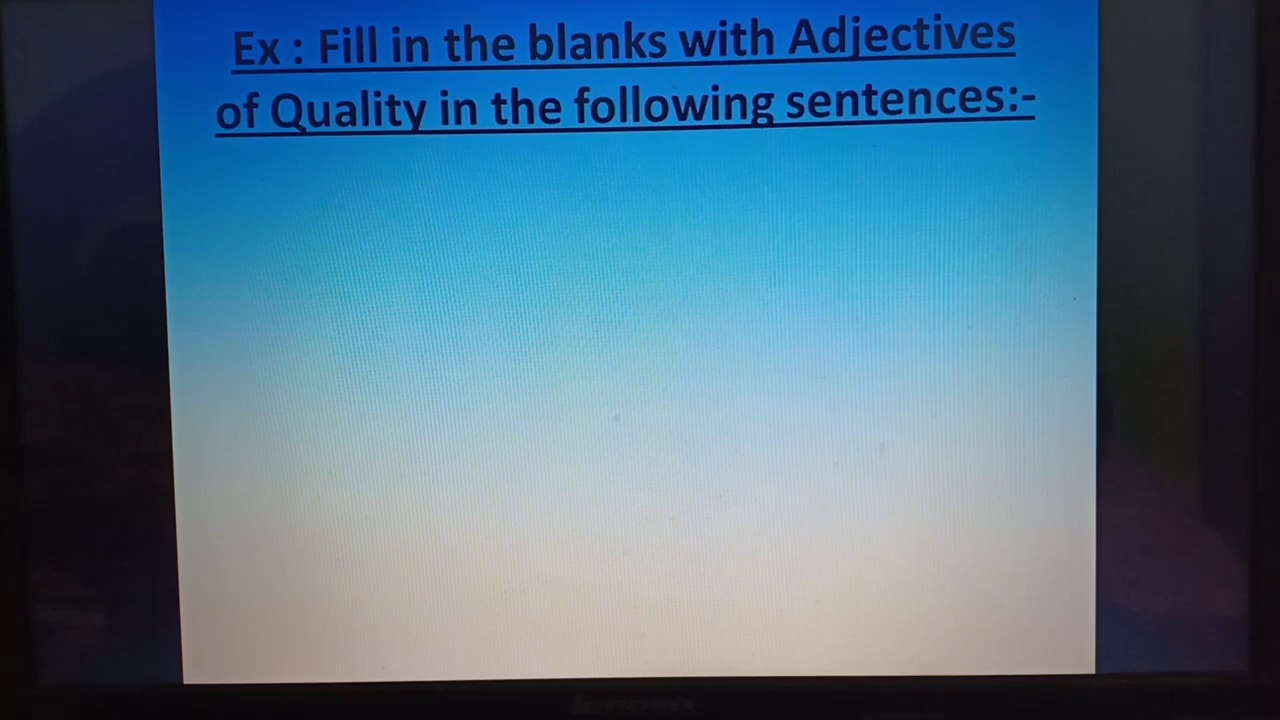 Ex : Fill in the blanks with Adjectives
of Quality in the following sentences:-